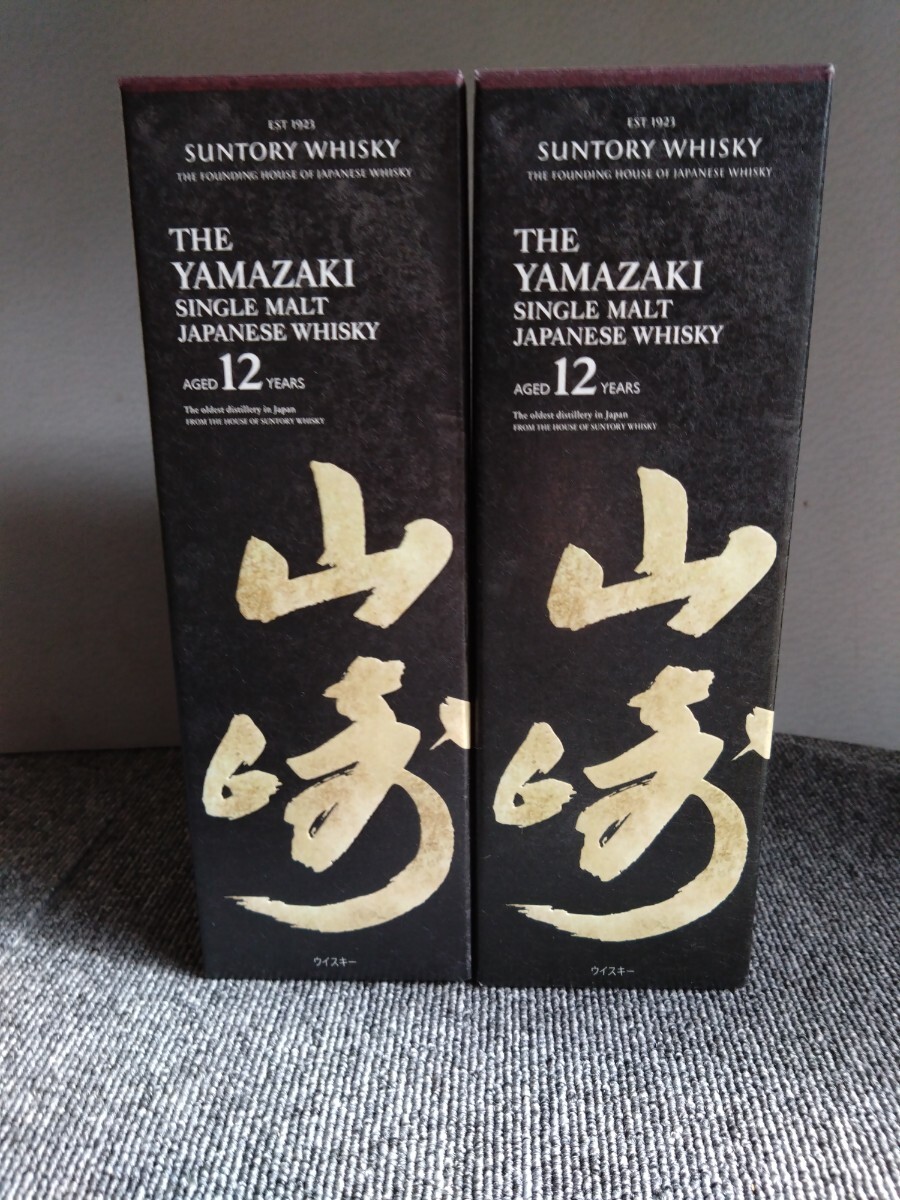 EST 1923
SUNTORY WHISKY
THE FOUNDING HOUSE OF JAPANESE WHISKY
THE
YAMAZAKI
SINGLE MALT
JAPANESE WHISKY
AGED 12 YEARS
The oldest distillery in Japan
FROM THE HOUSE OF SUNTORY WHISKY
山
崎
ウイスキー
EST 1923
SUNTORY WHISKY
THE FOUNDING HOUSE OF JAPANESE WHISKY
THE
YAMAZAKI
SINGLE MALT
JAPANESE WHISKY
AGED 12 YEARS
The oldest distillery in Japan
FROM THE HOUSE OF SUNTORY WHISKY
山
崎
ウイスキー